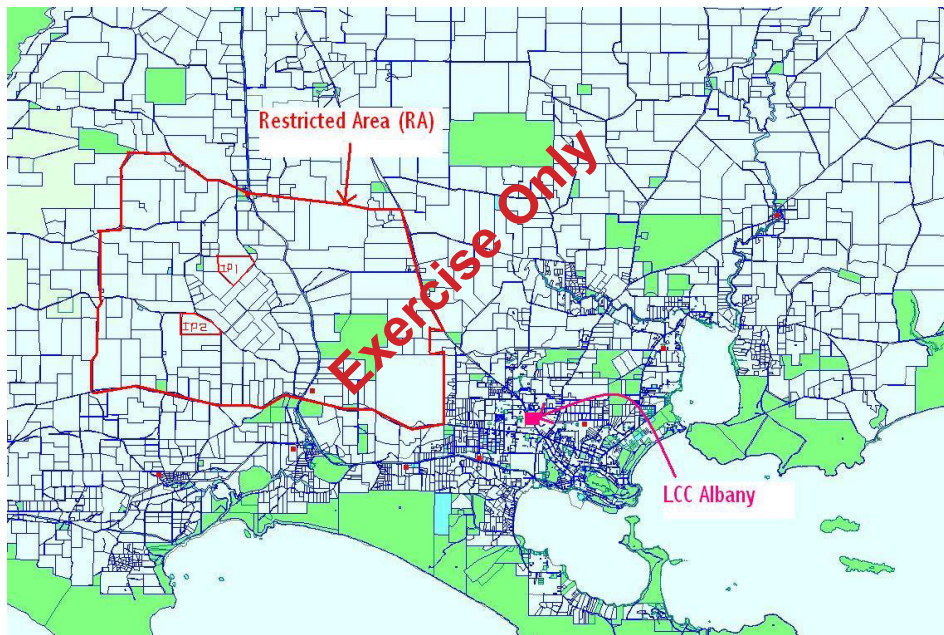 Restricted Area (RA)
Exercise Only
IP1
IP2
LCC Albany